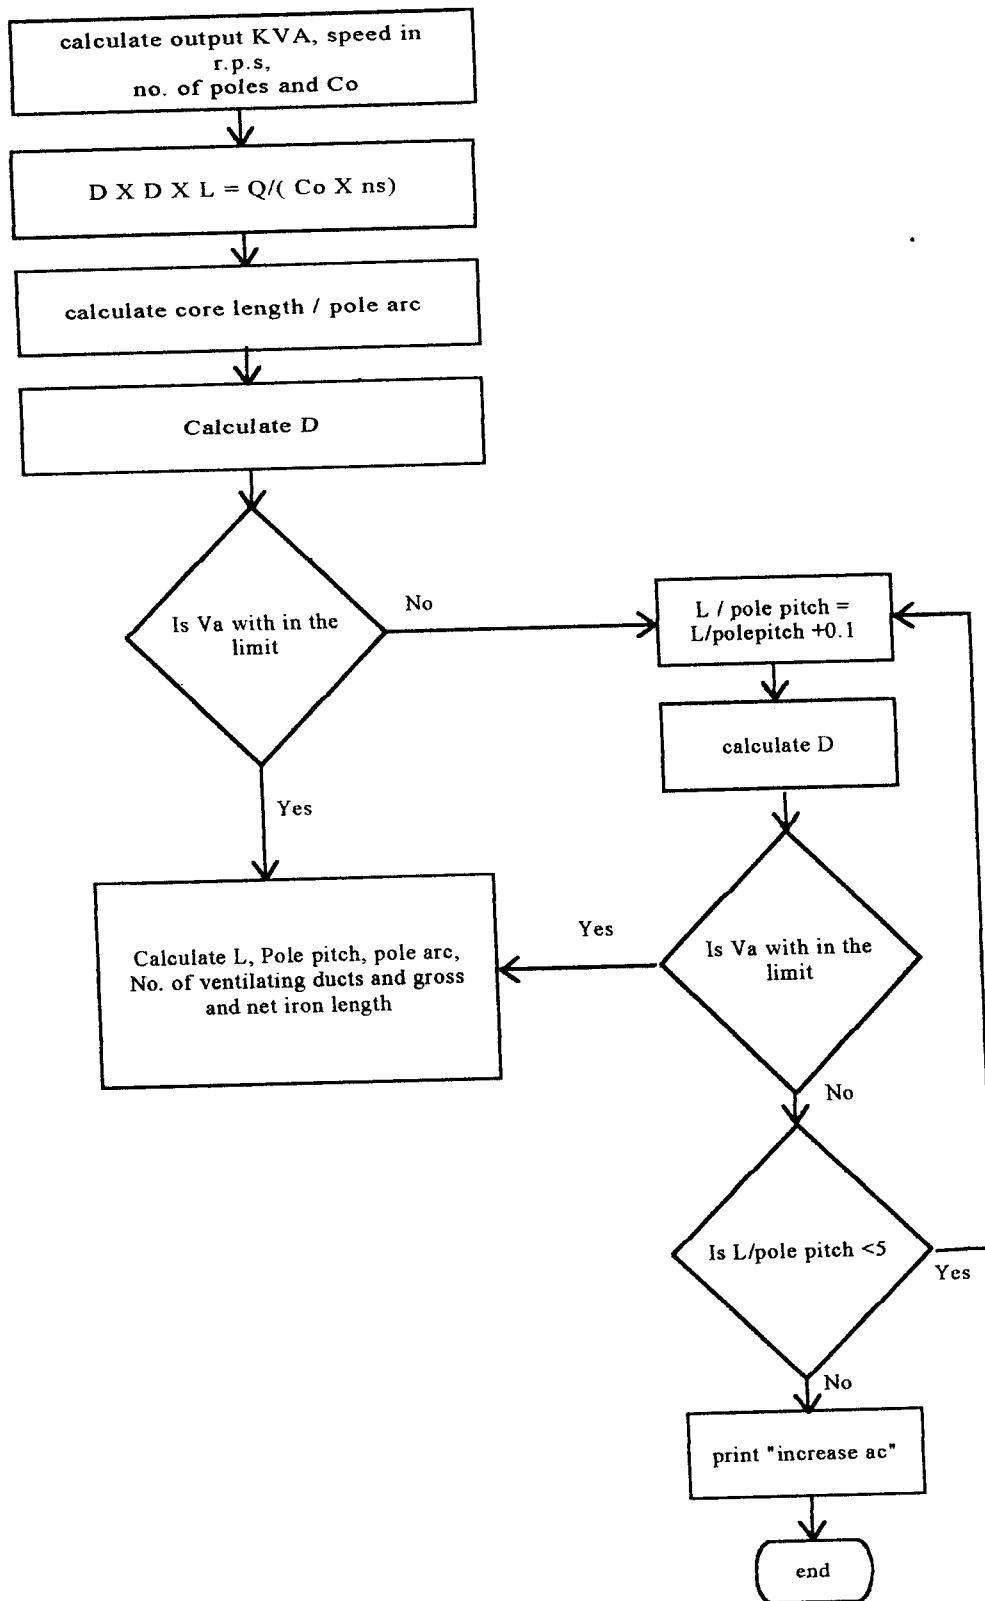 calculate output KVA, speed in
r.p.s,
no. of poles and Co
D X D X L = Q/( Co X ns)
calculate core length / pole arc
Calculate D
Is Va with in the
limit
No
L / pole pitch =
L/polepitch +0.1
calculate D
Yes
Calculate L, Pole pitch, pole arc,
No. of ventilating ducts and gross
and net iron length
Yes
Is Va with in the
limit
No
Is L/pole pitch <5
Yes
No
print "increase ac"
end